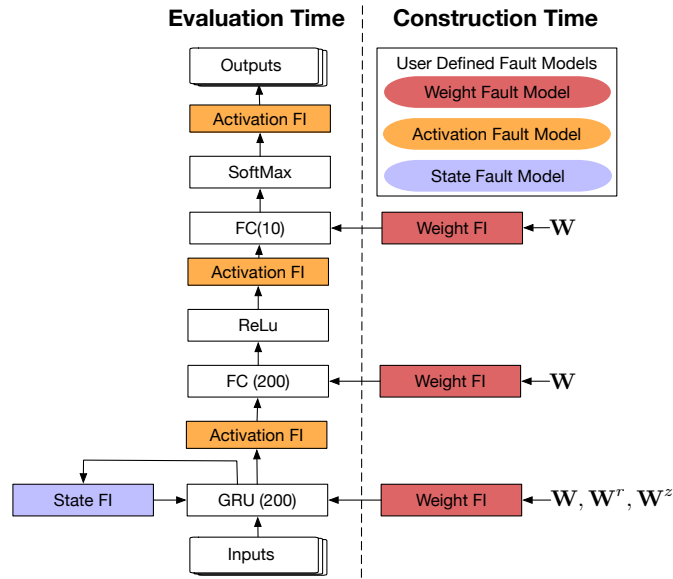 Evaluation Time
Construction Time
Outputs
User Defined Fault Models
Weight Fault Model
Activation Fault Model
State Fault Model
Activation FI
SoftMax
FC(10)
Weight FI
W
Activation FI
ReLu
FC (200)
Weight FI
W
Activation FI
State FI
GRU (200)
Weight FI
W, W^r, W^z
Inputs